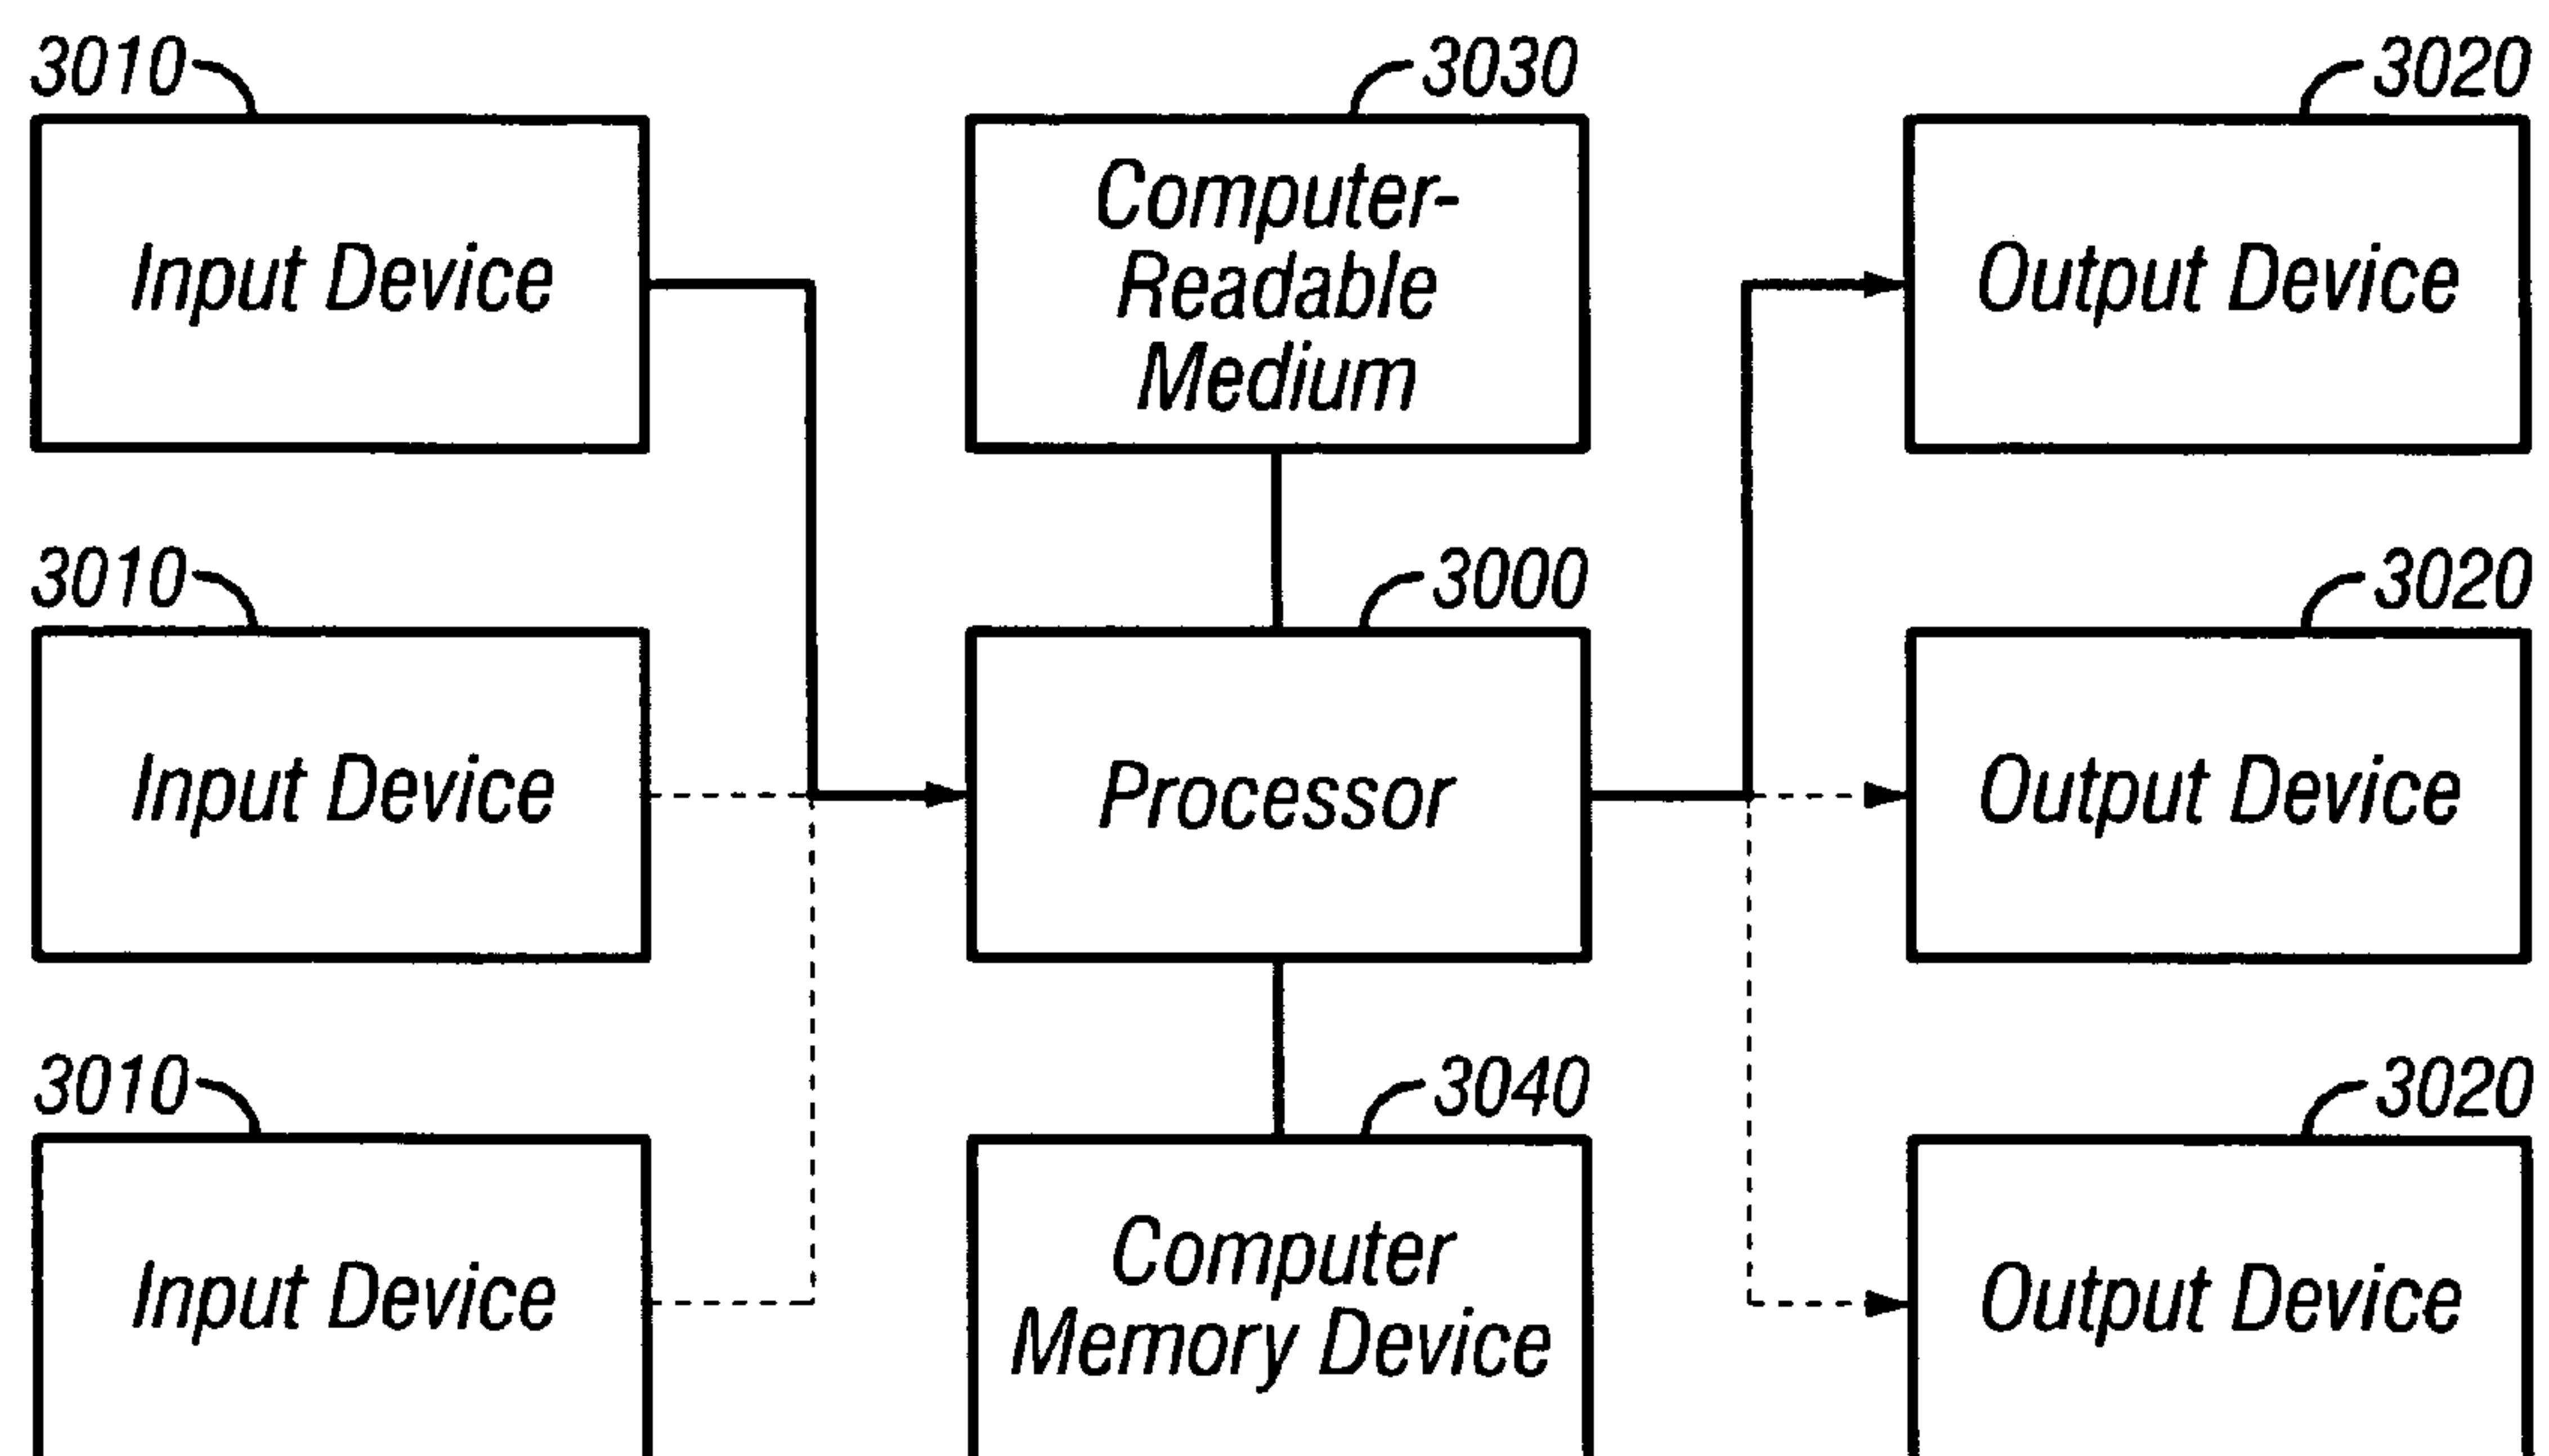 3010
3030
3020
Input Device
Computer-
Readable
Medium
Output Device
3010
3000
3020
Input Device
Processor
Output Device
3010
3040
3020
Input Device
Computer
Memory Device
Output Device